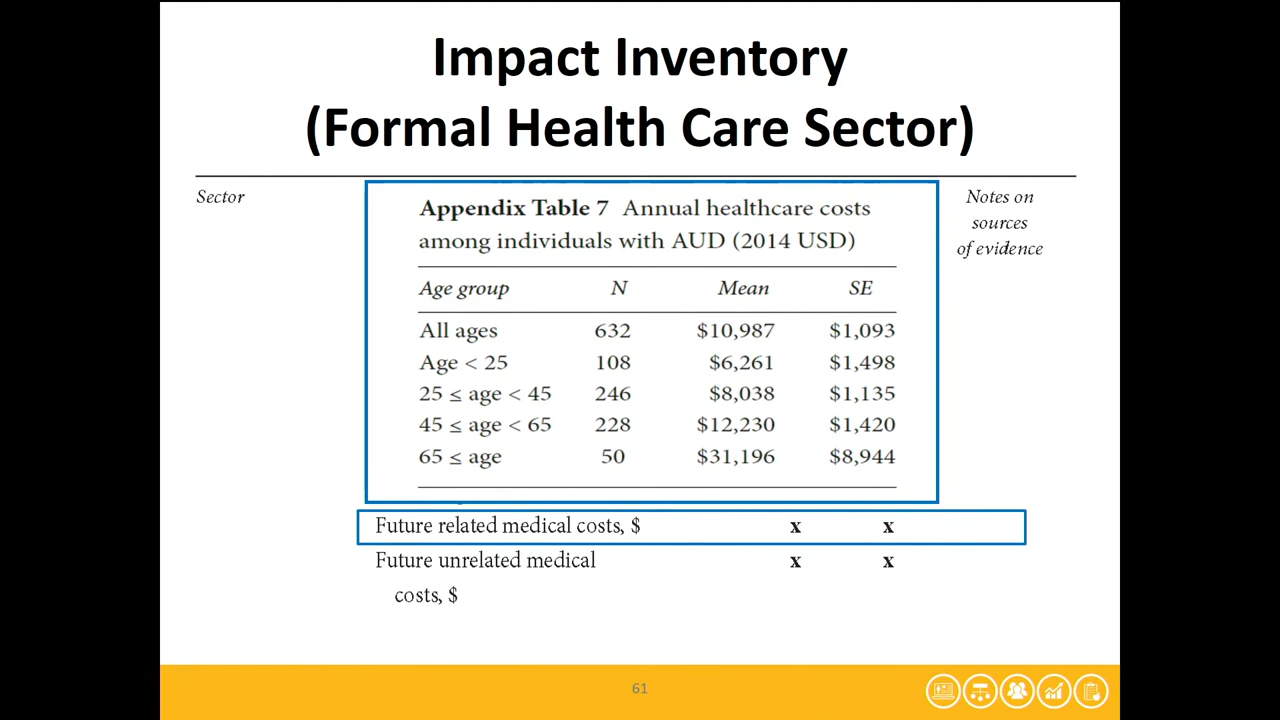 Impact Inventory
(Formal Health Care Sector)
Sector
Notes on
sources
of evidence
Appendix Table 7 Annual healthcare costs
among individuals with AUD (2014 USD)
Age group N Mean SE
All ages 632 $10,987 $1,093
Age < 25 108 $6,261 $1,498
25 ≤ age < 45 246 $8,038 $1,135
45 ≤ age < 65 228 $12,230 $1,420
65 ≤ age 50 $31,196 $8,944
Future related medical costs, $ x x
Future unrelated medical x x
costs, $
61